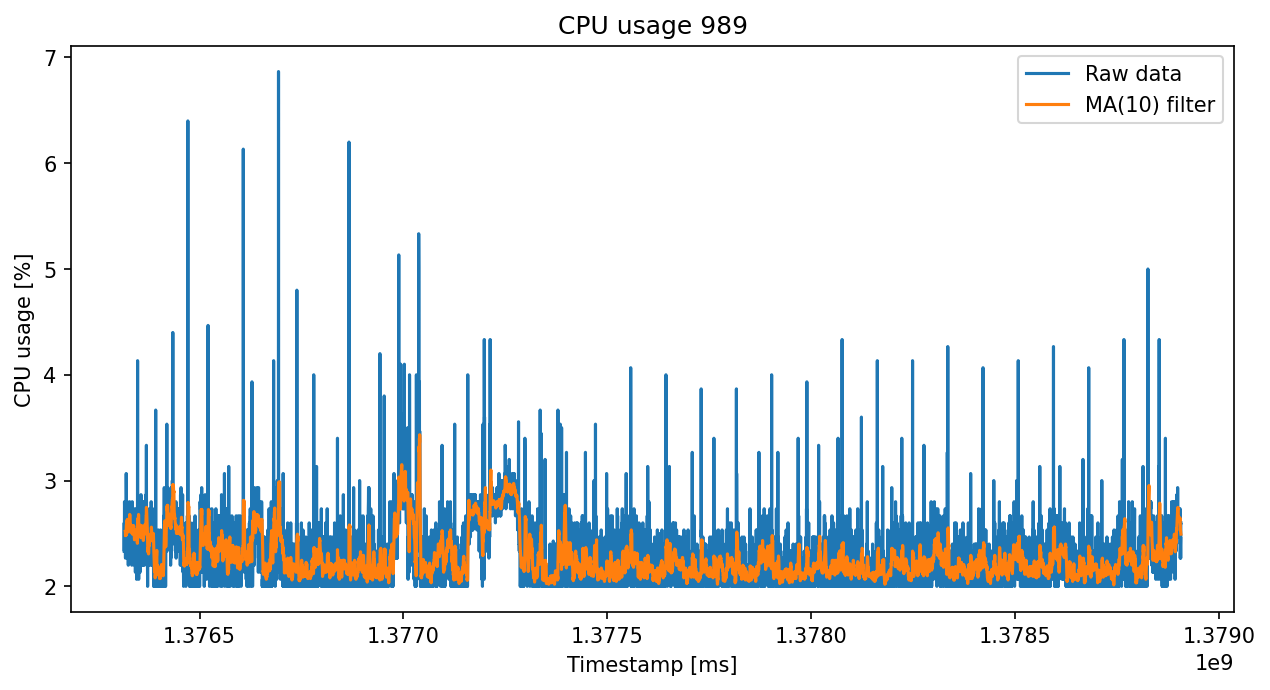 CPU usage 989
Raw data
MA(10) filter
CPU usage [%]
7
6
5
4
3
2
1.3765
1.3770
1.3775
1.3780
1.3785
1.3790
1e9
Timestamp [ms]